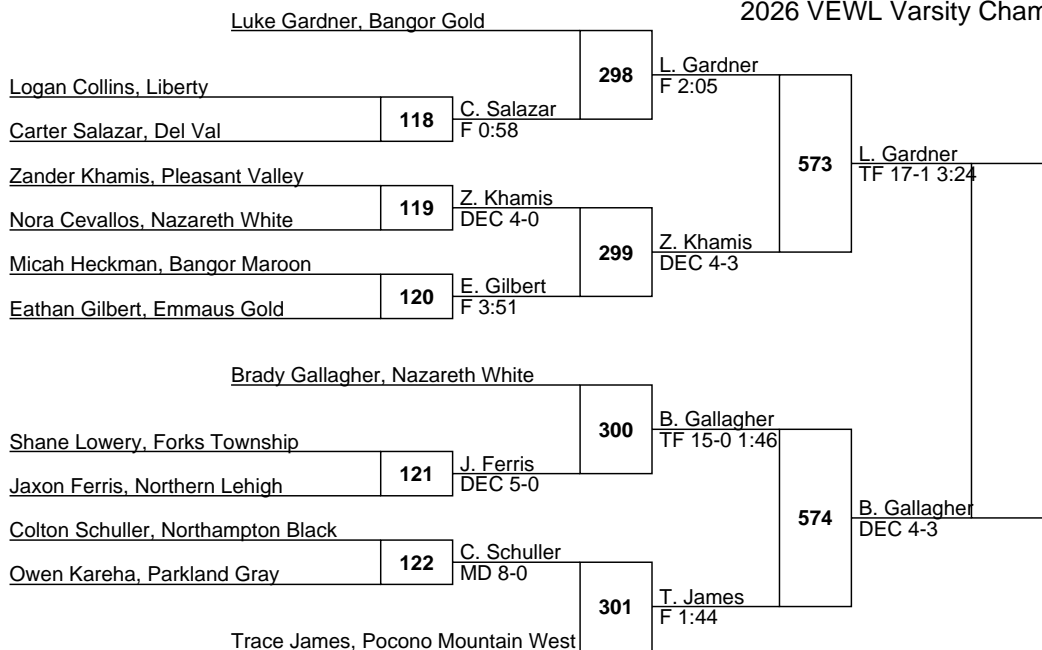 2026 VEWL Varsity Cham
Luke Gardner, Bangor Gold
298
L. Gardner
F 2:05
Logan Collins, Liberty
118
C. Salazar
F 0:58
Carter Salazar, Del Val
573
L. Gardner
TF 17-1 3:24
Zander Khamis, Pleasant Valley
119
Z. Khamis
DEC 4-0
Nora Cevallos, Nazareth White
299
Z. Khamis
DEC 4-3
Micah Heckman, Bangor Maroon
120
E. Gilbert
F 3:51
Eathan Gilbert, Emmaus Gold
Brady Gallagher, Nazareth White
300
B. Gallagher
TF 15-0 1:46
Shane Lowery, Forks Township
121
J. Ferris
DEC 5-0
Jaxon Ferris, Northern Lehigh
574
B. Gallagher
DEC 4-3
Colton Schuller, Northampton Black
122
C. Schuller
MD 8-0
Owen Kareha, Parkland Gray
301
T. James
F 1:44
Trace James, Pocono Mountain West